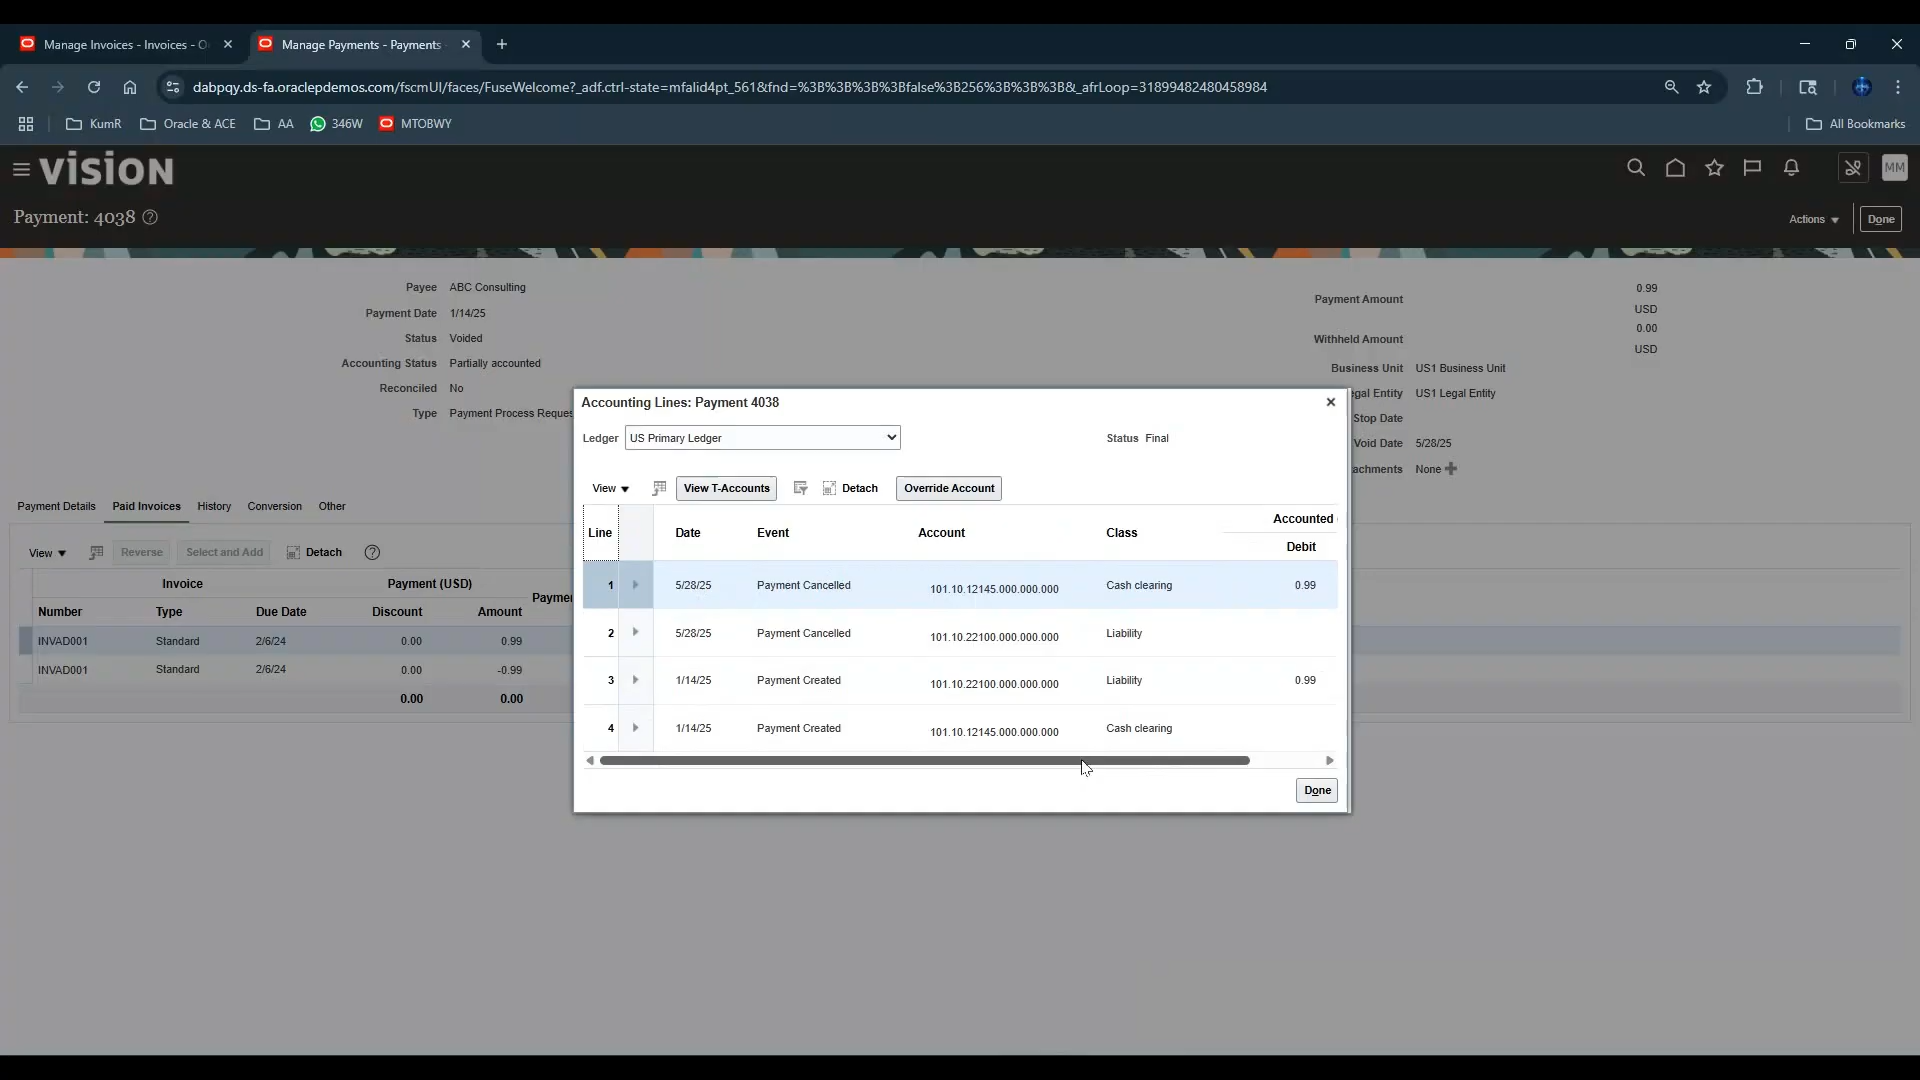 Manage Invoices - Invoices - O
Manage Payments - Payments
dabpqy.ds-fa.oraclepdemos.com/fscmUI/faces/FuseWelcome?_adf.ctrl-state=mfalid4pt_561&fnd=%3B%3B%3B%3Bfalse%3B256%3B%3B%3B&_afrLoop=31899482480458984
KumR
Oracle & ACE
AA
346W
MTOBWY
All Bookmarks
VISION
MM
Payment: 4038
Actions
Done
Payee ABC Consulting
Payment Date 1/14/25
Status Voided
Accounting Status Partially accounted
Reconciled No
Type Payment Process Reques
Payment Amount 0.99
USD
Withheld Amount 0.00
USD
Business Unit US1 Business Unit
egal Entity US1 Legal Entity
Stop Date
Void Date 5/28/25
achments None
Payment Details Paid Invoices History Conversion Other
View Reverse Select and Add Detach
Invoice Payment (USD)
Number Type Due Date Discount Amount Payme
INVAD001 Standard 2/6/24 0.00 0.99
INVAD001 Standard 2/6/24 0.00 -0.99
0.00 0.00
Accounting Lines: Payment 4038
Ledger US Primary Ledger Status Final
View View T-Accounts Detach Override Account
Line Date Event Account Class Accounted
Debit
1 5/28/25 Payment Cancelled 101.10.12145.000.000.000 Cash clearing 0.99
2 5/28/25 Payment Cancelled 101.10.22100.000.000.000 Liability
3 1/14/25 Payment Created 101.10.22100.000.000.000 Liability 0.99
4 1/14/25 Payment Created 101.10.12145.000.000.000 Cash clearing
Done